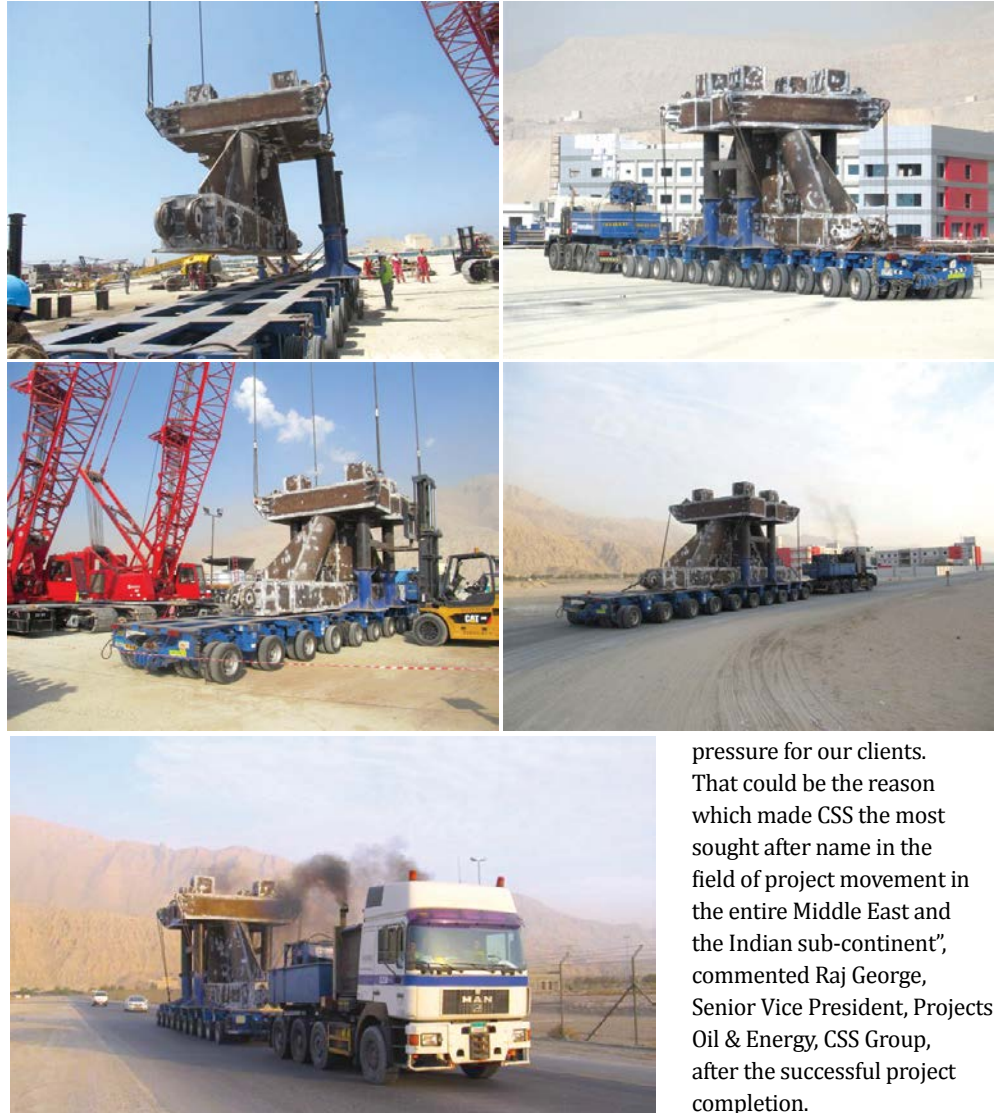 CAT
MAN
pressure for our clients.
That could be the reason
which made CSS the most
sought after name in the
field of project movement in
the entire Middle East and
the Indian sub-continent”,
commented Raj George,
Senior Vice President, Projects
Oil & Energy, CSS Group,
after the successful project
completion.